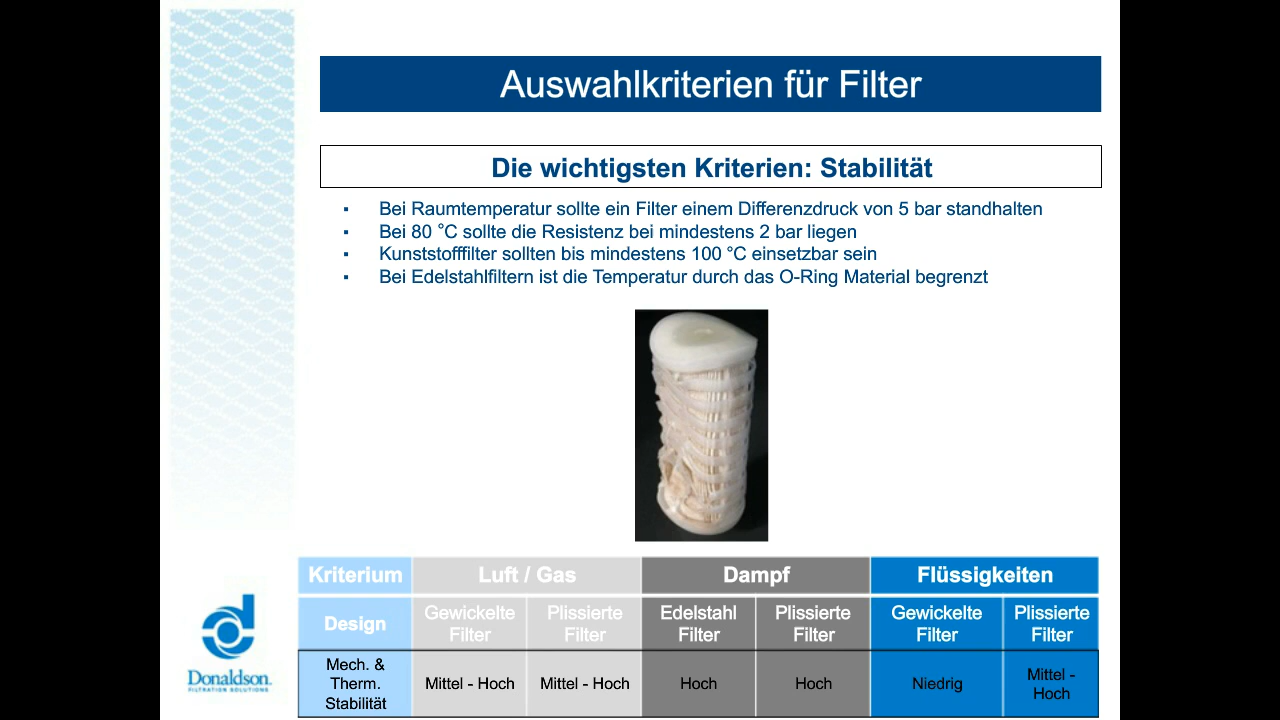 Auswahlkriterien für Filter
Die wichtigsten Kriterien: Stabilität
▪ Bei Raumtemperatur sollte ein Filter einem Differenzdruck von 5 bar standhalten
▪ Bei 80 °C sollte die Resistenz bei mindestens 2 bar liegen
▪ Kunststofffilter sollten bis mindestens 100 °C einsetzbar sein
▪ Bei Edelstahlfiltern ist die Temperatur durch das O-Ring Material begrenzt
Kriterium Luft / Gas Dampf Flüssigkeiten
Design Gewickelte Filter Plissierte Filter Edelstahl Filter Plissierte Filter Gewickelte Filter Plissierte Filter
Mech. & Therm. Stabilität Mittel - Hoch Mittel - Hoch Hoch Hoch Niedrig Mittel - Hoch
Donaldson.
FILTRATION SOLUTIONS